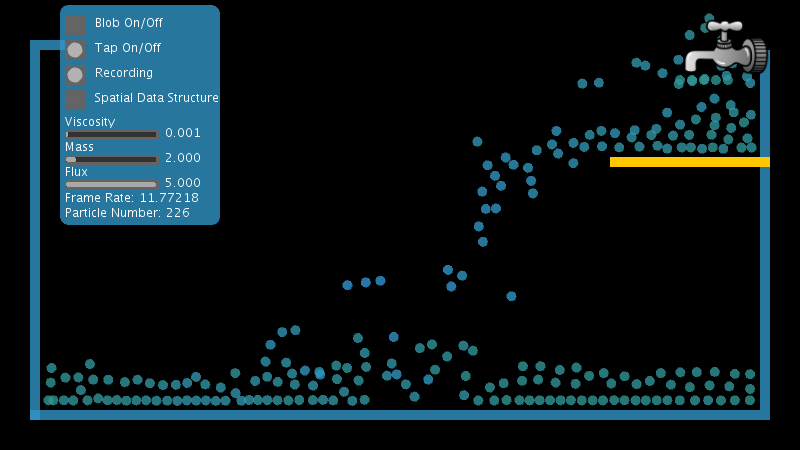 Blob On/Off
Tap On/Off
Recording
Spatial Data Structure
Viscosity
0.001
Mass
2.000
Flux
5.000
Frame Rate: 11.77218
Particle Number: 226